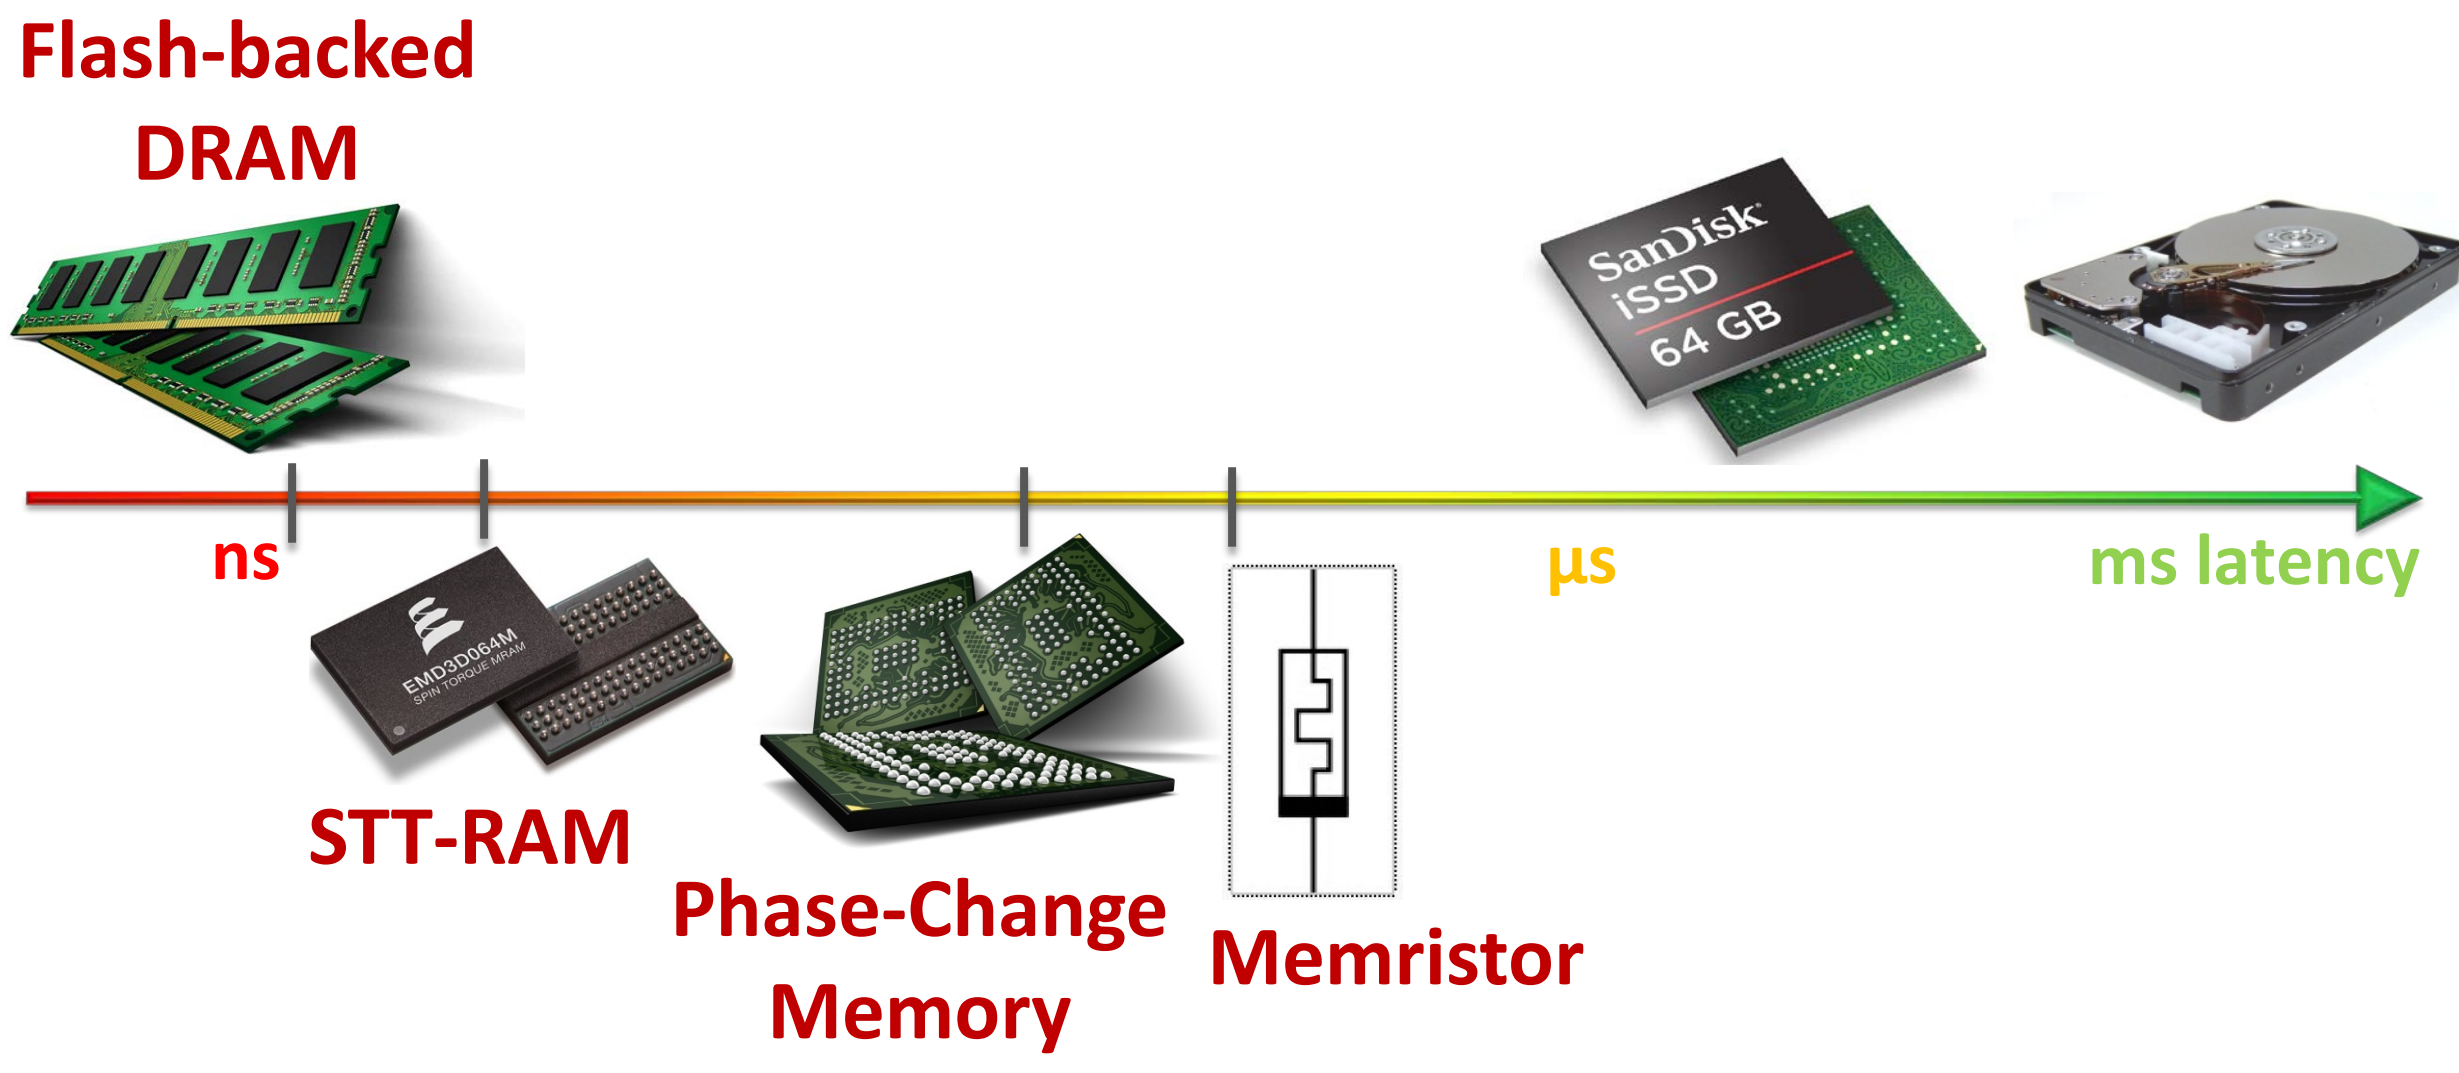 Flash-backed
DRAM
SanDisk
iSSD
64 GB
ns
µs
ms latency
EMD3D064M
SPIN TORQUE MRAM
STT-RAM
Phase-Change
Memory
Memristor